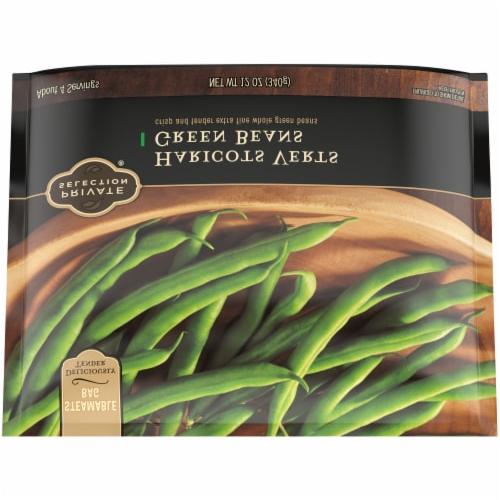 STEAMABLE
BAG
DELICIOUSLY
TENDER
PRIVATE
SELECTION
®
HARICOTS VERTS
GREEN BEANS
crisp and tender extra fine whole green beans
About 4 Servings
NET WT 12 OZ (340g)